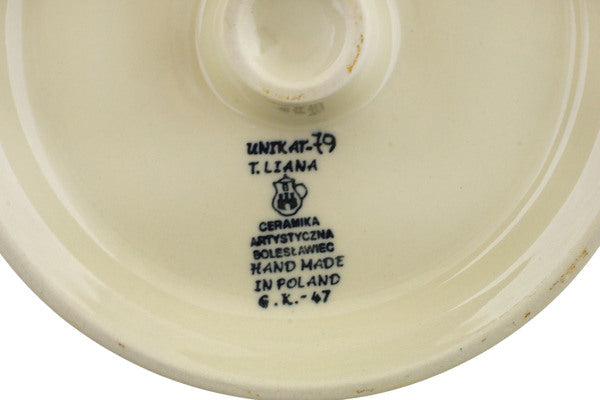 UNIKAT-79
T. LIANA
CERAMIKA
ARTYSTYCZNA
BOLESŁAWIEC
HAND MADE
IN POLAND
G.K.-47